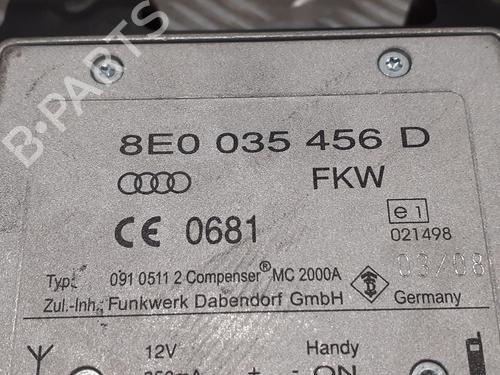 B-PARTS
8E0 035 456 D
FKW
CE 0681
e1
021498
03/08
Typ: 091 0511 2 Compenser® MC 2000A
Zul.-Inh.: Funkwerk Dabendorf GmbH Germany
12V Handy
+ - ON